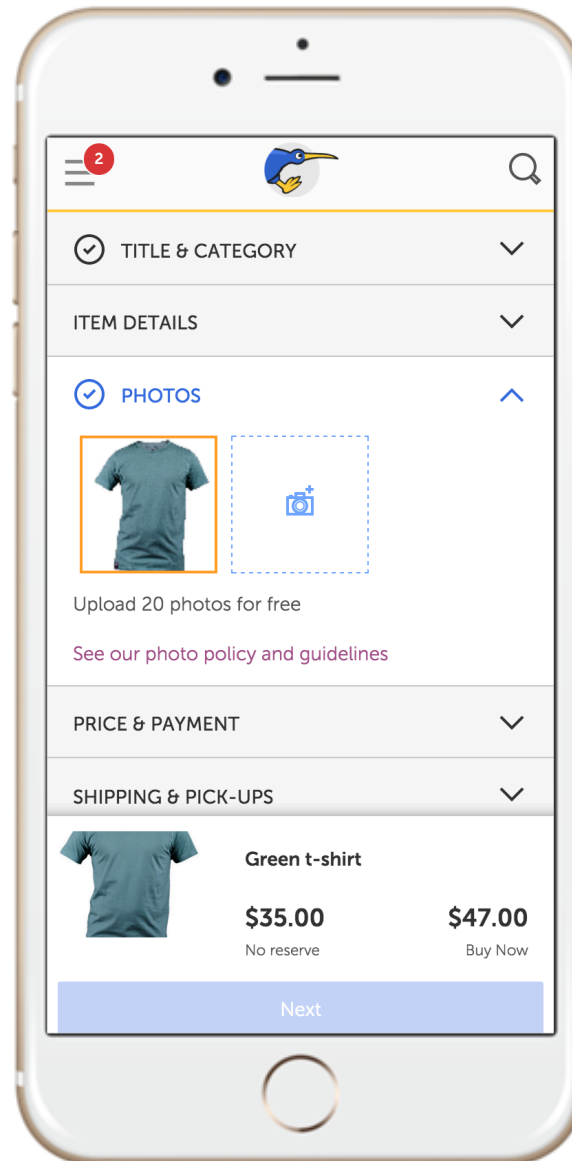 2
TITLE & CATEGORY
ITEM DETAILS
PHOTOS
Upload 20 photos for free
See our photo policy and guidelines
PRICE & PAYMENT
SHIPPING & PICK-UPS
Green t-shirt
$35.00 $47.00
No reserve Buy Now
Next